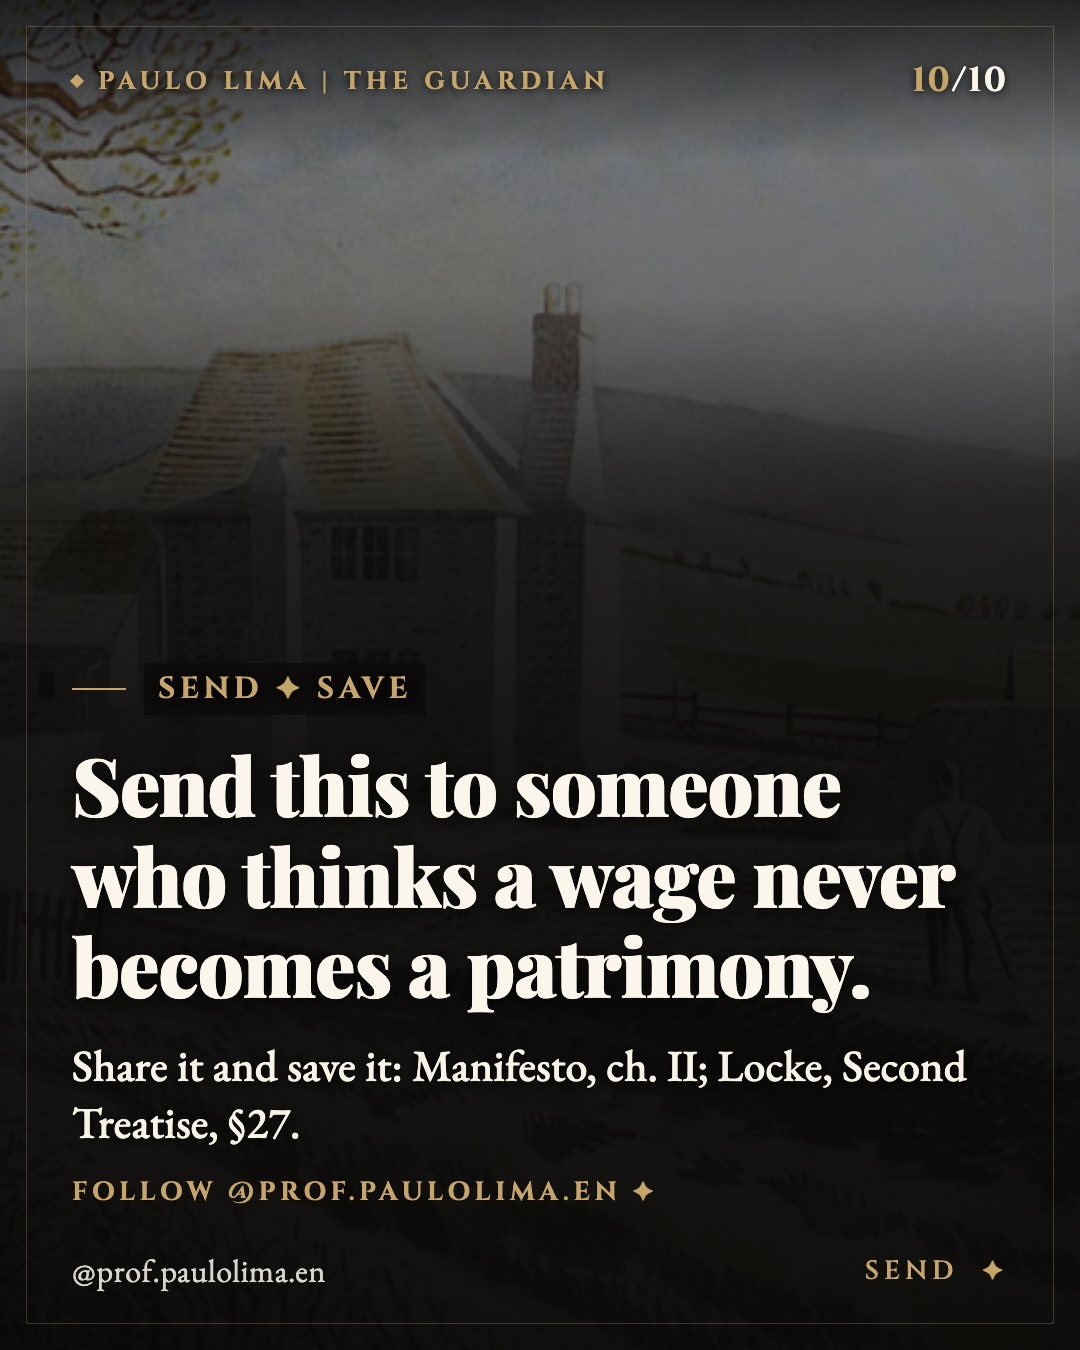 ◆ PAULO LIMA | THE GUARDIAN
10/10
SEND ✦ SAVE
Send this to someone
who thinks a wage never
becomes a patrimony.
Share it and save it: Manifesto, ch. II; Locke, Second
Treatise, §27.
FOLLOW @PROF.PAULOLIMA.EN ✦
@prof.paulolima.en
SEND ✦